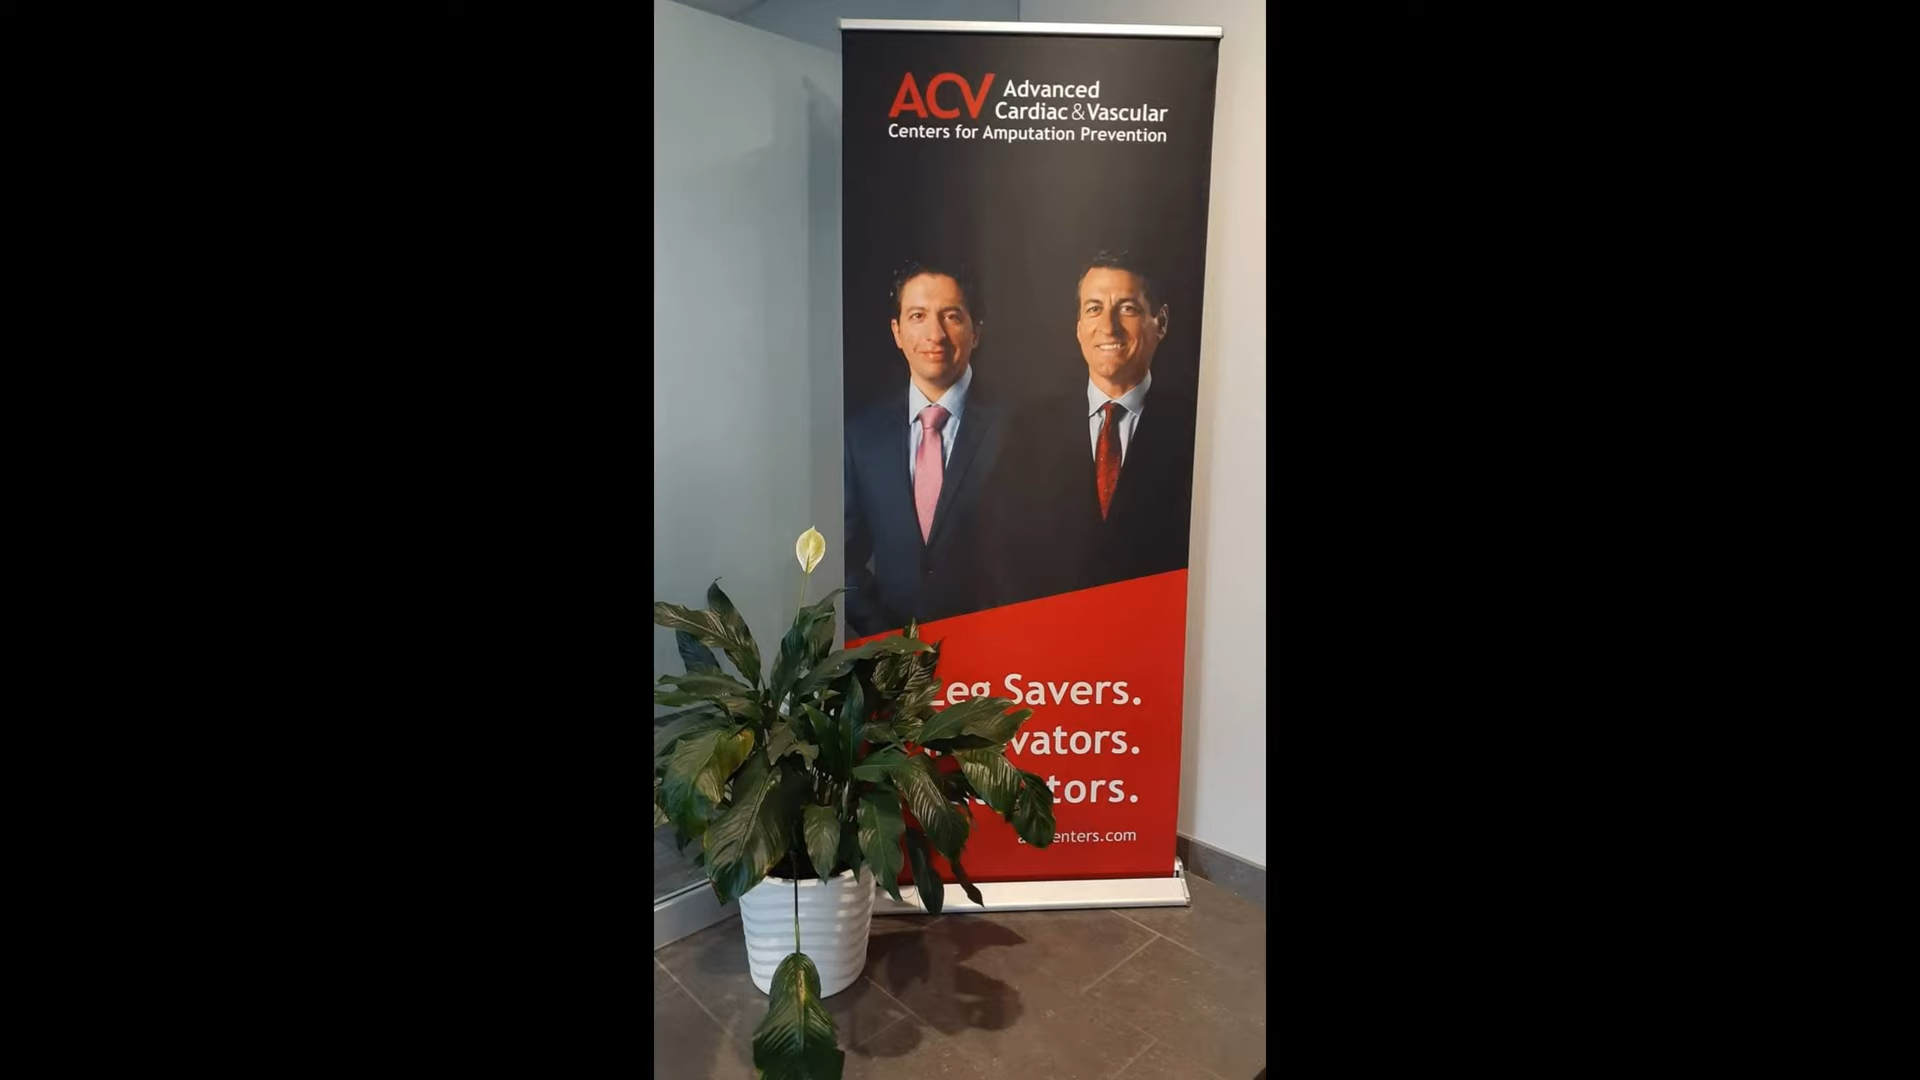 ACV Advanced
Cardiac & Vascular
Centers for Amputation Prevention
Leg Savers.
vators.
tors.
enters.com